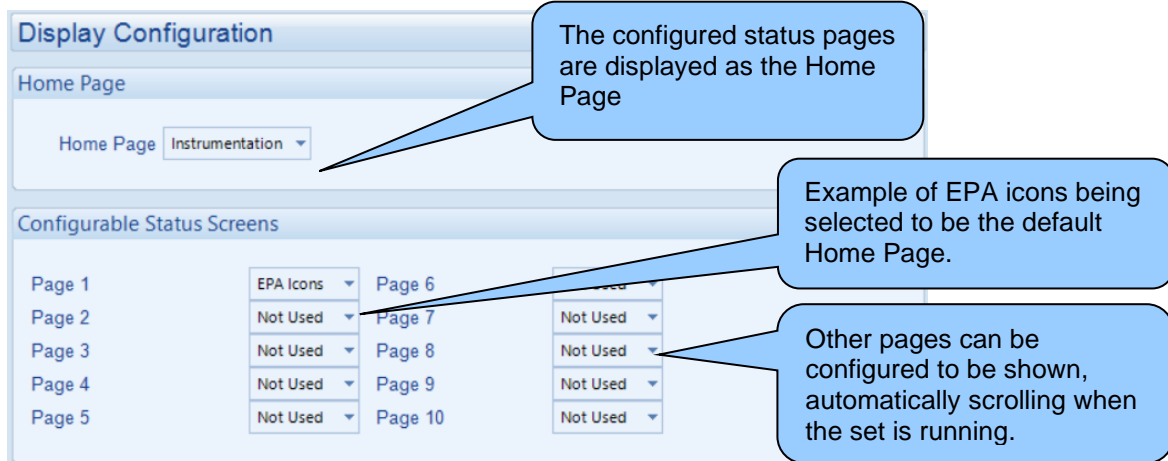 Display Configuration
The configured status pages
are displayed as the Home
Page
Home Page
Home Page Instrumentation
Example of EPA icons being
selected to be the default
Home Page.
Configurable Status Screens
Page 1 EPA Icons Page 6
Page 2 Not Used Page 7 Not Used
Page 3 Not Used Page 8 Not Used
Page 4 Not Used Page 9 Not Used
Page 5 Not Used Page 10 Not Used
Other pages can be
configured to be shown,
automatically scrolling when
the set is running.